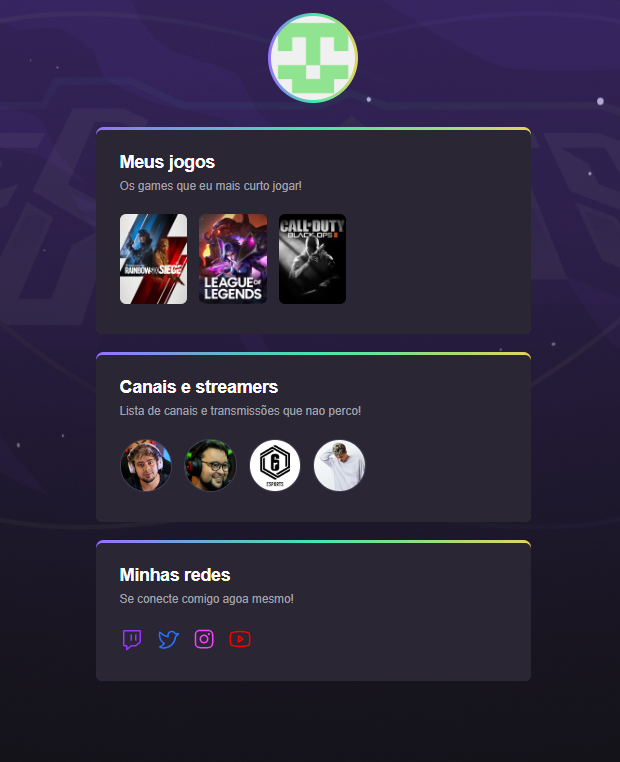 Meus jogos
Os games que eu mais curto jogar!
RAINBOW SIX SIEGE
LEAGUE OF
LEGENDS
CALL OF DUTY
BLACK OPS II
Canais e streamers
Lista de canais e transmissões que nao perco!
6
ESPORTS
Minhas redes
Se conecte comigo agoa mesmo!